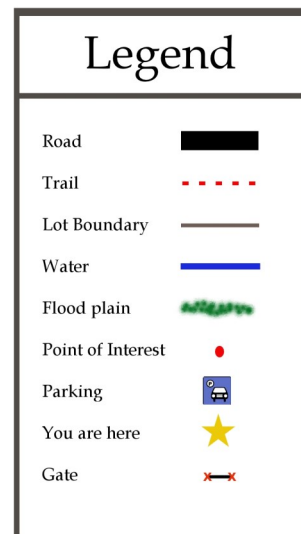 Legend
Road
Trail
Lot Boundary
Water
Flood plain
Point of Interest
Parking
You are here
Gate